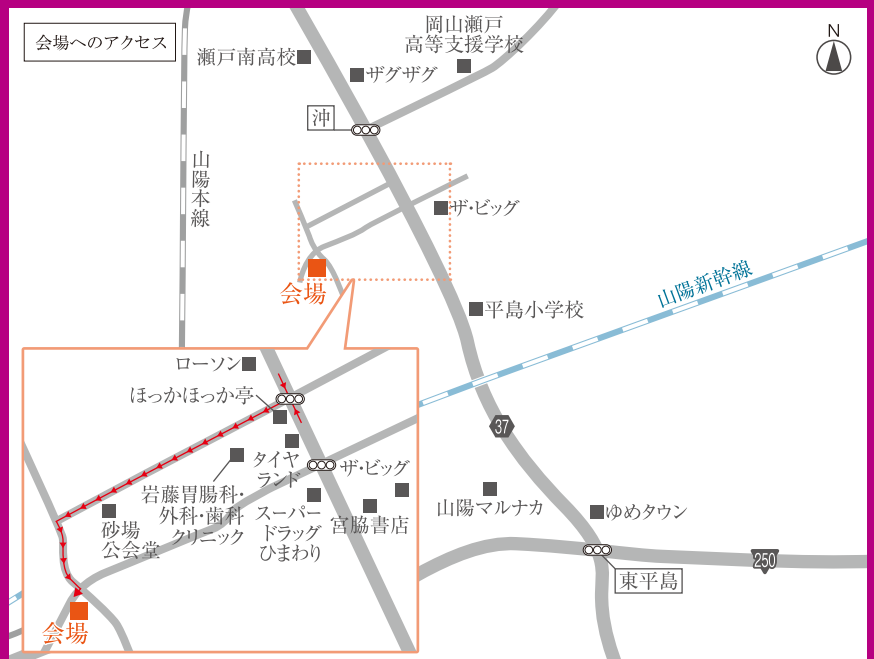 会場へのアクセス
N
岡山瀬戸
高等支援学校
瀬戸南高校
ザグザグ
沖
山陽本線
ザ・ビッグ
会場
山陽新幹線
平島小学校
ローソン
ほっかほっか亭
37
タイヤ
ランド
ザ・ビッグ
岩藤胃腸科・
外科・歯科
クリニック
スーパー
ドラッグ
ひまわり
宮脇書店
砂場
公会堂
会場
山陽マルナカ
ゆめタウン
250
東平島